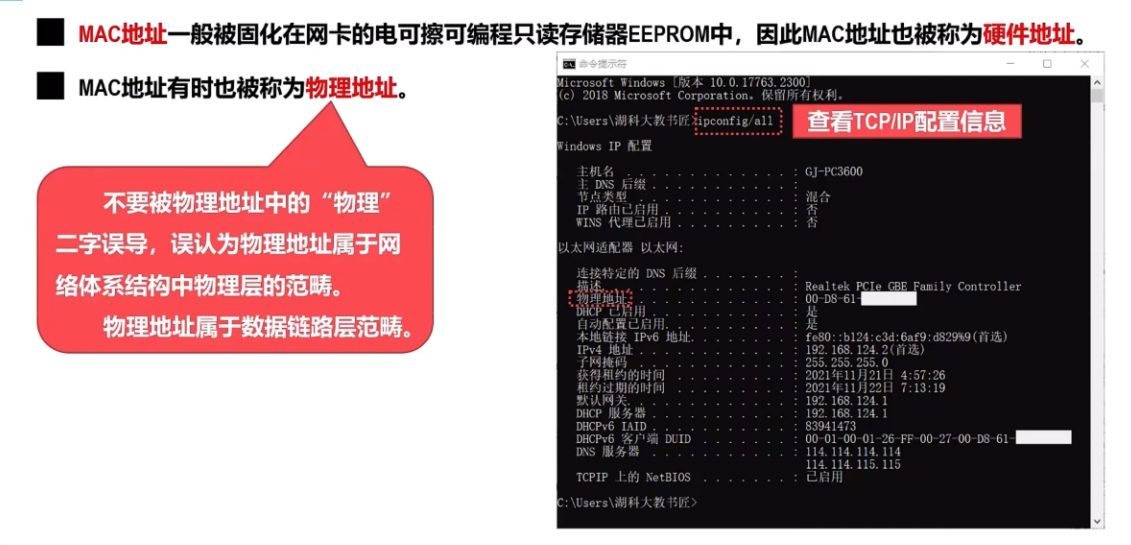 MAC地址一般被固化在网卡的电可擦可编程只读存储器EEPROM中，因此MAC地址也被称为硬件地址。
MAC地址有时也被称为物理地址。
不要被物理地址中的“物理”
二字误导，误认为物理地址属于网
络体系结构中物理层的范畴。
物理地址属于数据链路层范畴。
命令提示符
Microsoft Windows [版本 10.0.17763.2300]
(c) 2018 Microsoft Corporation。保留所有权利。
C:\Users\湖科大教书匠>ipconfig/all
查看TCP/IP配置信息
Windows IP 配置
主机名 . . . . . . . . . . . . . : GJ-PC3600
主 DNS 后缀 . . . . . . . . . . . :
节点类型 . . . . . . . . . . . . : 混合
IP 路由已启用 . . . . . . . . . . : 否
WINS 代理已启用 . . . . . . . . . : 否
以太网适配器 以太网:
连接特定的 DNS 后缀 . . . . . . . :
描述. . . . . . . . . . . . . . . : Realtek PCIe GBE Family Controller
物理地址. . . . . . . . . . . . . : 00-D8-61-
DHCP 已启用 . . . . . . . . . . . : 是
自动配置已启用. . . . . . . . . . : 是
本地链接 IPv6 地址. . . . . . . . : fe80::b124:c3d:6af9:d829%9(首选)
IPv4 地址 . . . . . . . . . . . . : 192.168.124.2(首选)
子网掩码 . . . . . . . . . . . . : 255.255.255.0
获得租约的时间 . . . . . . . . . : 2021年11月21日 4:57:26
租约过期的时间 . . . . . . . . . : 2021年11月22日 7:13:19
默认网关. . . . . . . . . . . . . : 192.168.124.1
DHCP 服务器 . . . . . . . . . . . : 192.168.124.1
DHCPv6 IAID . . . . . . . . . . . : 83941473
DHCPv6 客户端 DUID . . . . . . . : 00-01-00-01-26-FF-00-27-00-D8-61-
DNS 服务器 . . . . . . . . . . . : 114.114.114.114
114.114.115.115
TCPIP 上的 NetBIOS . . . . . . . : 已启用
C:\Users\湖科大教书匠>